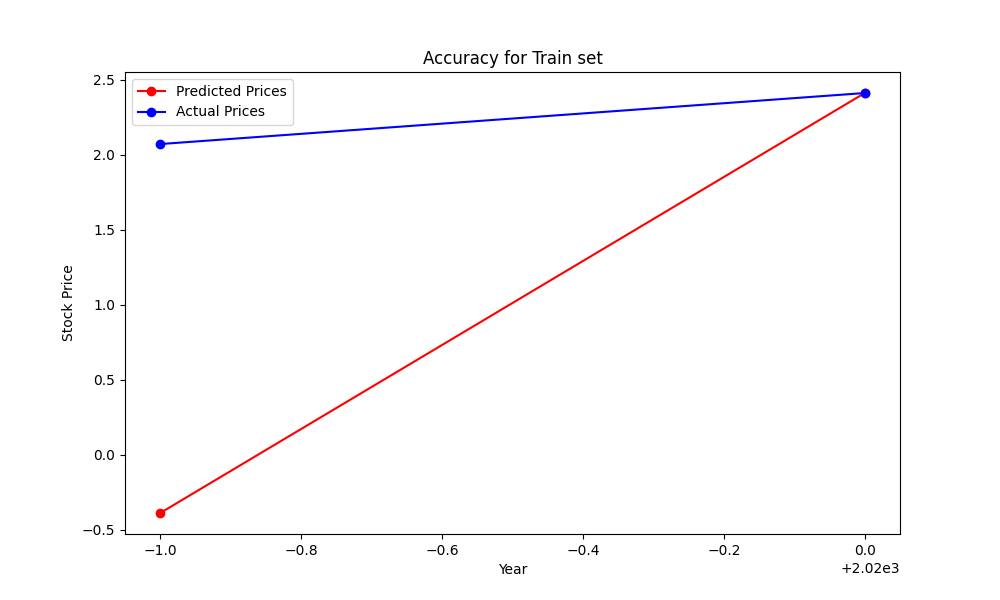 Accuracy for Train set
Predicted Prices
Actual Prices
2.5
2.0
1.5
1.0
0.5
0.0
−0.5
Stock Price
−1.0 −0.8 −0.6 −0.4 −0.2 0.0
+2.02e3
Year